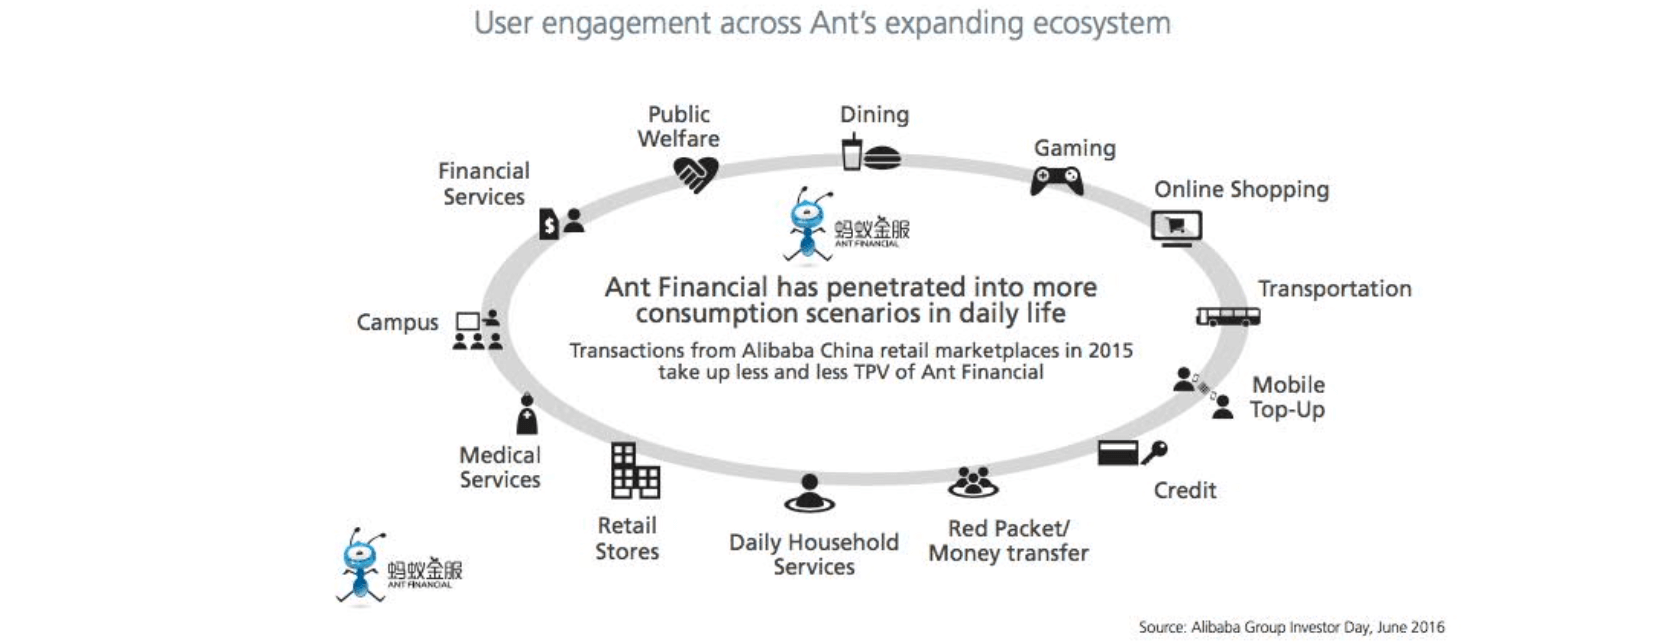 User engagement across Ant's expanding ecosystem
Public
Welfare
Dining
Gaming
Financial
Services
Online Shopping
蚂蚁金服
ANT FINANCIAL
Ant Financial has penetrated into more
consumption scenarios in daily life
Transportation
Campus
Transactions from Alibaba China retail marketplaces in 2015
take up less and less TPV of Ant Financial
Mobile
Top-Up
Medical
Services
Credit
Retail
Stores
Daily Household
Services
Red Packet/
Money transfer
蚂蚁金服
ANT FINANCIAL
Source: Alibaba Group Investor Day, June 2016